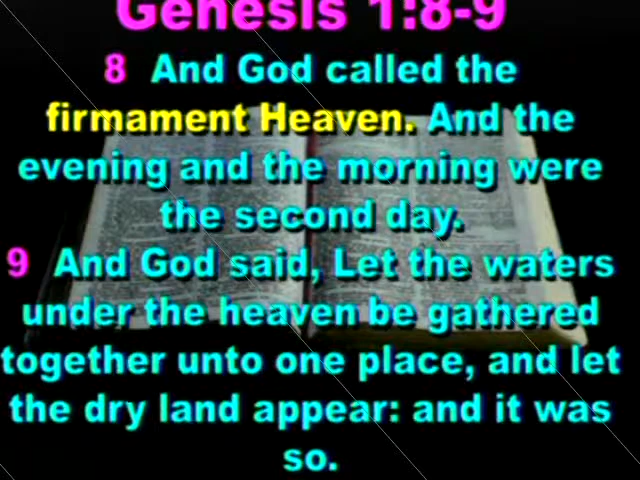 Genesis 1:8-9
8 And God called the
firmament Heaven. And the
evening and the morning were
the second day.
9 And God said, Let the waters
under the heaven be gathered
together unto one place, and let
the dry land appear: and it was
so.